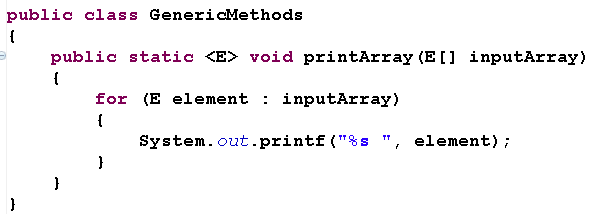 public class GenericMethods
{
    public static <E> void printArray(E[] inputArray)
    {
        for (E element : inputArray)
        {
            System.out.printf("%s ", element);
        }
    }
}